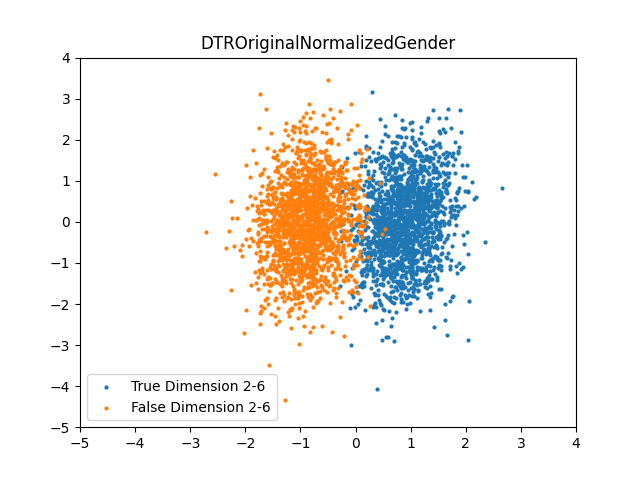 DTROriginalNormalizedGender
4
3
2
1
0
−1
−2
−3
−4
−5
True Dimension 2-6
False Dimension 2-6
−5 −4 −3 −2 −1 0 1 2 3 4